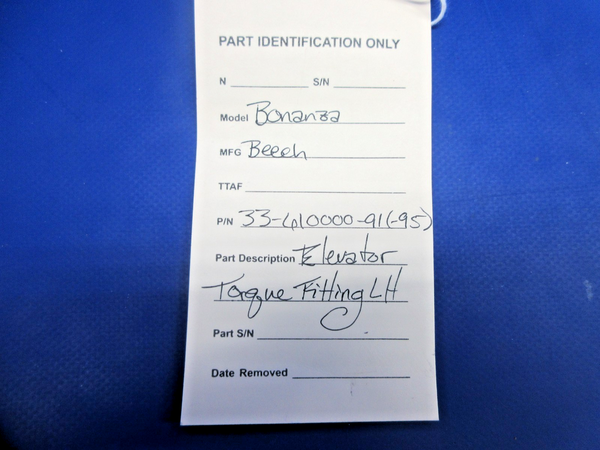 PART IDENTIFICATION ONLY
N S/N
Model Bonanza
MFG Beech
TTAF
P/N 33-610000-91(-95)
Part Description Elevator
Torque Fitting LH
Part S/N
Date Removed